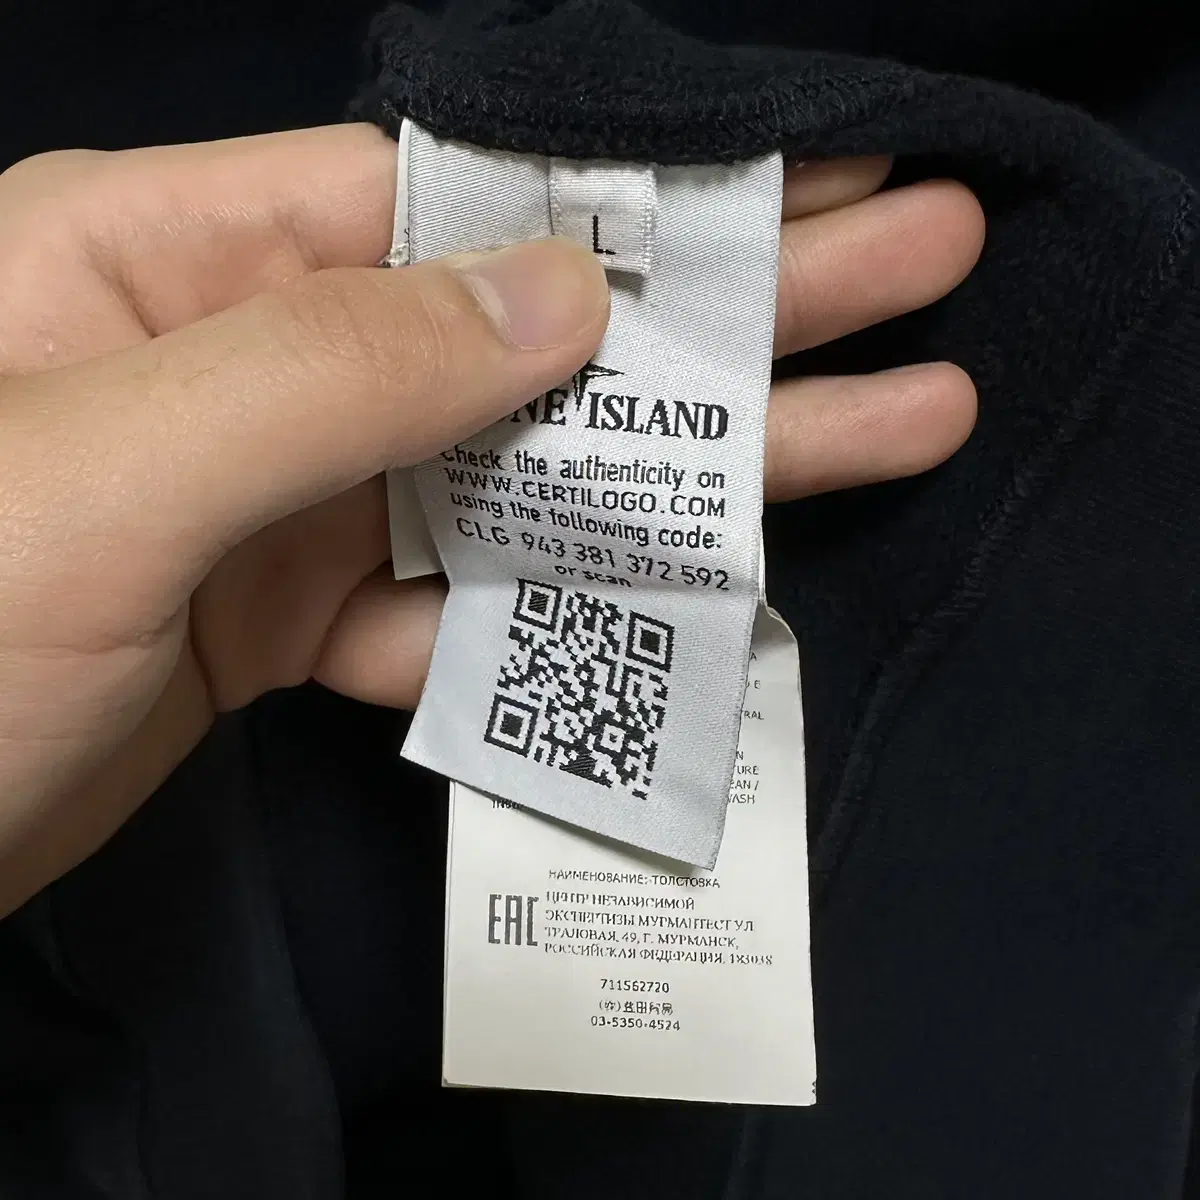 L
ISLAND
Check the authenticity on
WWW.CERTILOGO.COM
using the following code:
CLG 943 381 372 592
or scan
НАИМЕНОВАНИЕ:-ТОЛСТОВКА
EAC
ЦЕНТР НЕЗАВИСИМОЙ
ЭКСПЕРТИЗЫ МУРМАНТЕСТ УЛ.
ТРАЛОВАЯ, 49, Г. МУРМАНСК,
РОССИЙСКАЯ ФЕДЕРАЦИЯ, 183038
711562720
03-5350-4524